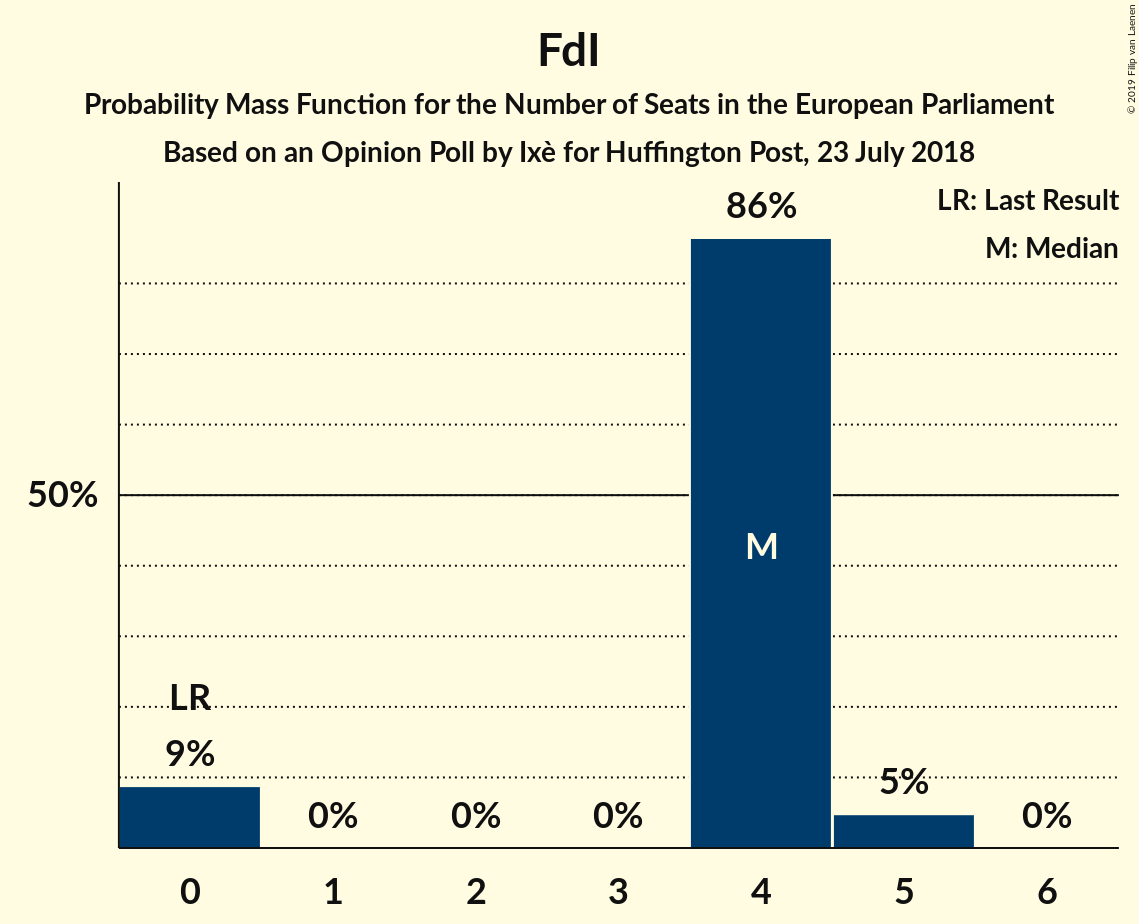 FdI
Probability Mass Function for the Number of Seats in the European Parliament
Based on an Opinion Poll by Ixè for Huffington Post, 23 July 2018
© 2019 Filip van Laenen
LR: Last Result
M: Median
86%
50%
M
LR
9%
0%
0%
0%
5%
0%
0 1 2 3 4 5 6